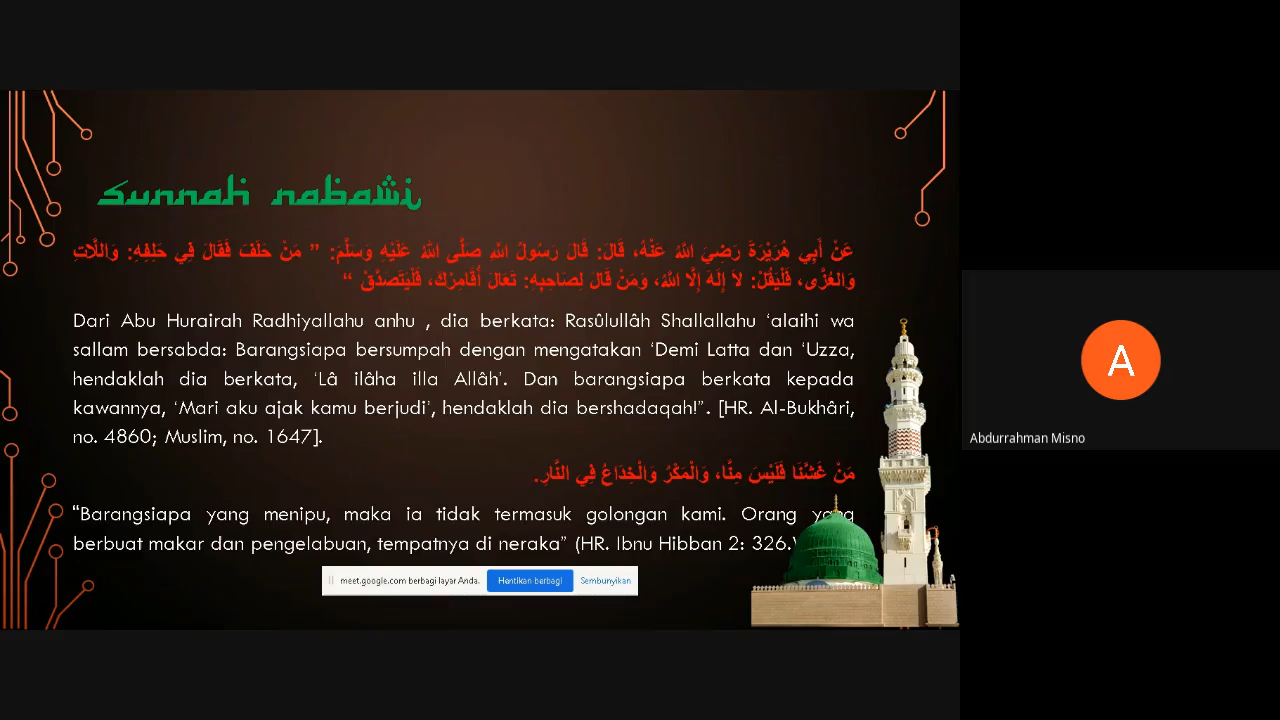 sunnah nabawi
عَنْ أَبِي هُرَيْرَةَ رَضِيَ اللَّهُ عَنْهُ، قَالَ: قَالَ رَسُولُ اللهِ صَلَّى اللهُ عَلَيْهِ وَسَلَّمَ: ” مَنْ حَلَفَ فَقَالَ فِي حَلِفِهِ: وَاللَّاتِ
وَالعُزَّى، فَلْيَقُلْ: لاَ إِلَهَ إِلَّا اللَّهُ، وَمَنْ قَالَ لِصَاحِبِهِ: تَعَالَ أُقَامِرْكَ، فَلْيَتَصَدَّقْ “
Dari Abu Hurairah Radhiyallahu anhu , dia berkata: Rasûlullâh Shallallahu ‘alaihi wa
sallam bersabda: Barangsiapa bersumpah dengan mengatakan ‘Demi Latta dan ‘Uzza,
hendaklah dia berkata, ‘Lâ ilâha illa Allâh’. Dan barangsiapa berkata kepada
kawannya, ‘Mari aku ajak kamu berjudi’, hendaklah dia bershadaqah!”. [HR. Al-Bukhâri,
no. 4860; Muslim, no. 1647].
مَنْ غَشَّنَا فَلَيْسَ مِنَّا، وَالْمَكْرُ وَالْخِدَاعُ فِي النَّارِ.
“Barangsiapa yang menipu, maka ia tidak termasuk golongan kami. Orang yang
berbuat makar dan pengelabuan, tempatnya di neraka” (HR. Ibnu Hibban 2: 326.
meet.google.com berbagi layar Anda. Hentikan berbagi Sembunyikan
A
Abdurrahman Misno